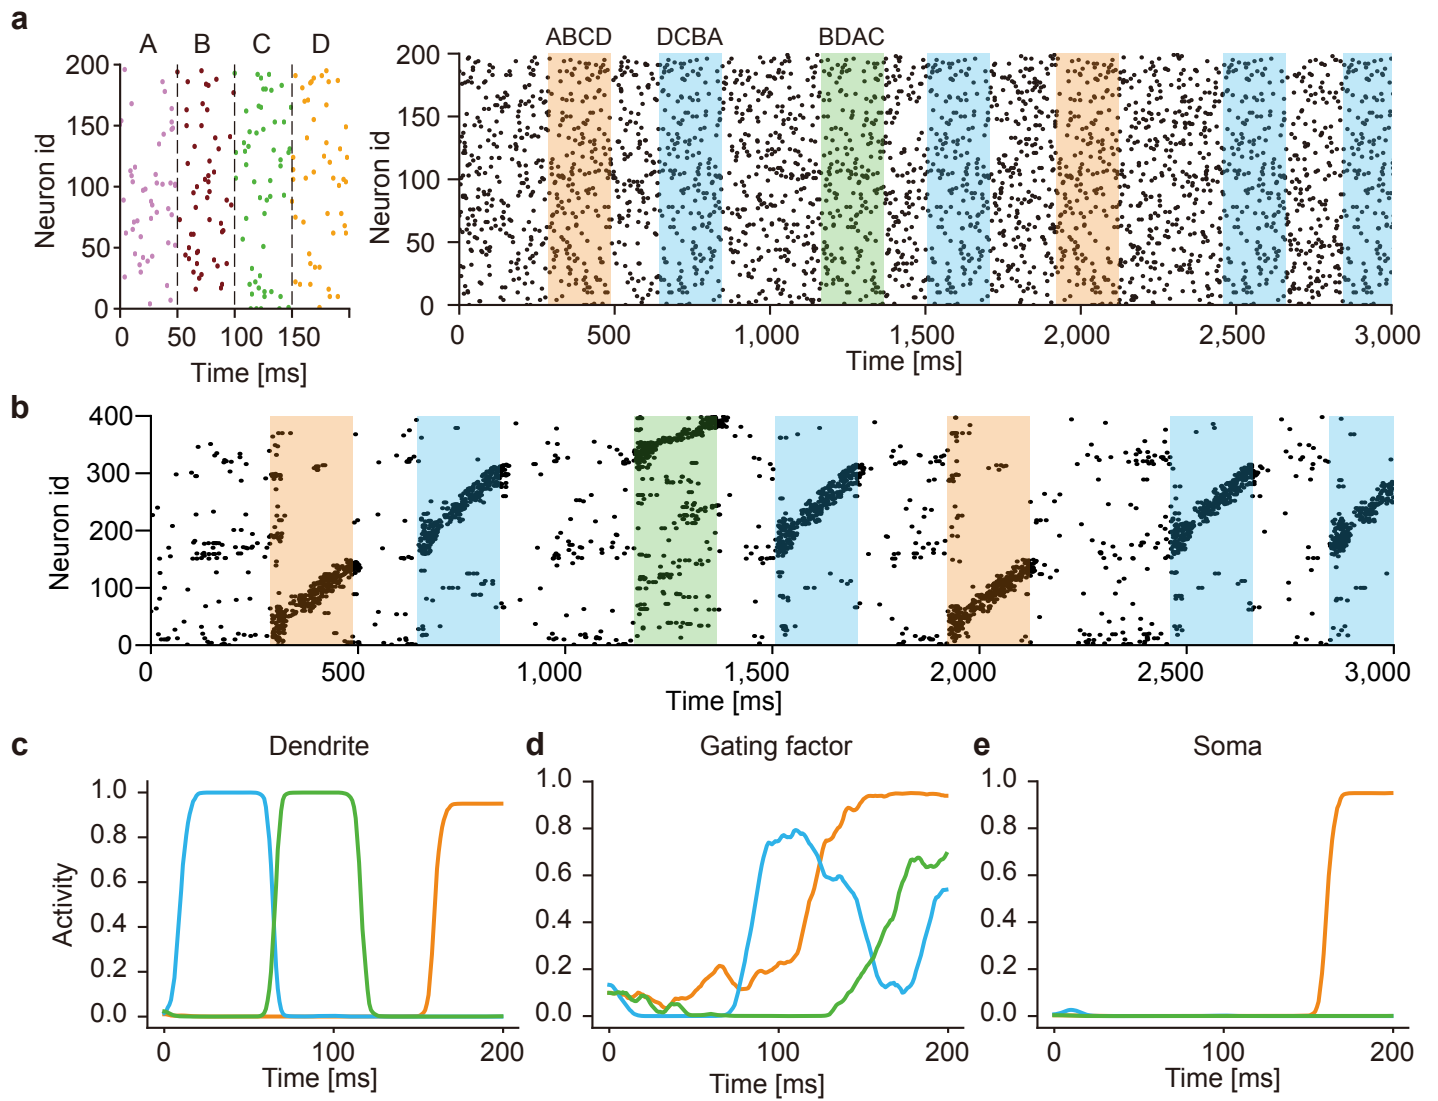 a
A B C D
200
150
100
50
0
Neuron id
0 50 100 150
Time [ms]
ABCD DCBA BDAC
200
150
100
50
0
Neuron id
0 500 1,000 1,500 2,000 2,500 3,000
Time [ms]
b
400
300
200
100
0
Neuron id
0 500 1,000 1,500 2,000 2,500 3,000
Time [ms]
c Dendrite
1.0
0.8
0.6
0.4
0.2
0.0
Activity
0 100 200
Time [ms]
d Gating factor
1.0
0.8
0.6
0.4
0.2
0.0
0 100 200
Time [ms]
e Soma
1.0
0.8
0.6
0.4
0.2
0.0
0 100 200
Time [ms]